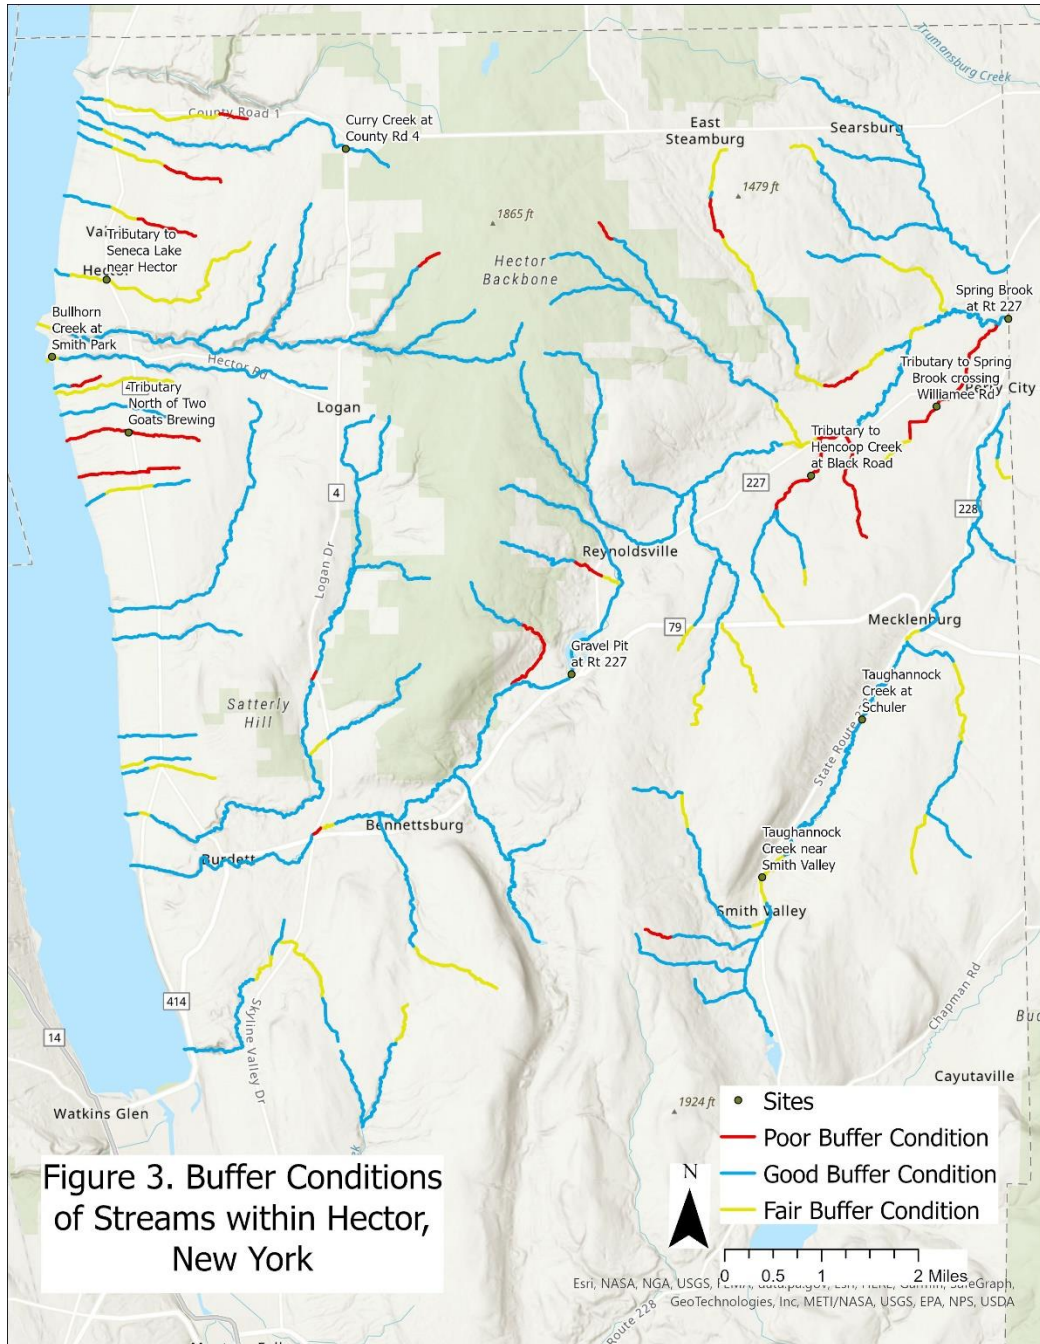 Trumansburg Creek
County Road 1
Curry Creek at
County Rd 4
East
Steamburg
Searsburg
1479 ft
1865 ft
Hector
Backbone
Tributary to
Seneca Lake
near Hector
Spring Brook
at Rt 227
Bullhorn
Creek at
Smith Park
Hector Rd
Tributary to Spring
Brook crossing
Williamee Rd
Perry City
Tributary
North of Two
Goats Brewing
Logan
Tributary to
Hencoop Creek
at Black Road
4
227
228
Logan Dr
Reynoldsville
79
Mecklenburg
Gravel Pit
at Rt 227
Taughannock
Creek at
Schuler
Satterly
Hill
State Route
Bennettsburg
Burdett
Taughannock
Creek near
Smith Valley
Smith Valley
414
14
Skyline Valley Dr
Chapman Rd
Cayutaville
Watkins Glen
1924 ft
Sites
Poor Buffer Condition
Good Buffer Condition
Fair Buffer Condition
N
Figure 3. Buffer Conditions
of Streams within Hector,
New York
0 0.5 1 2 Miles
Esri, NASA, NGA, USGS, FEMA,
GeoTechnologies, Inc, METI/NASA, USGS, EPA, NPS, USDA
Route 228